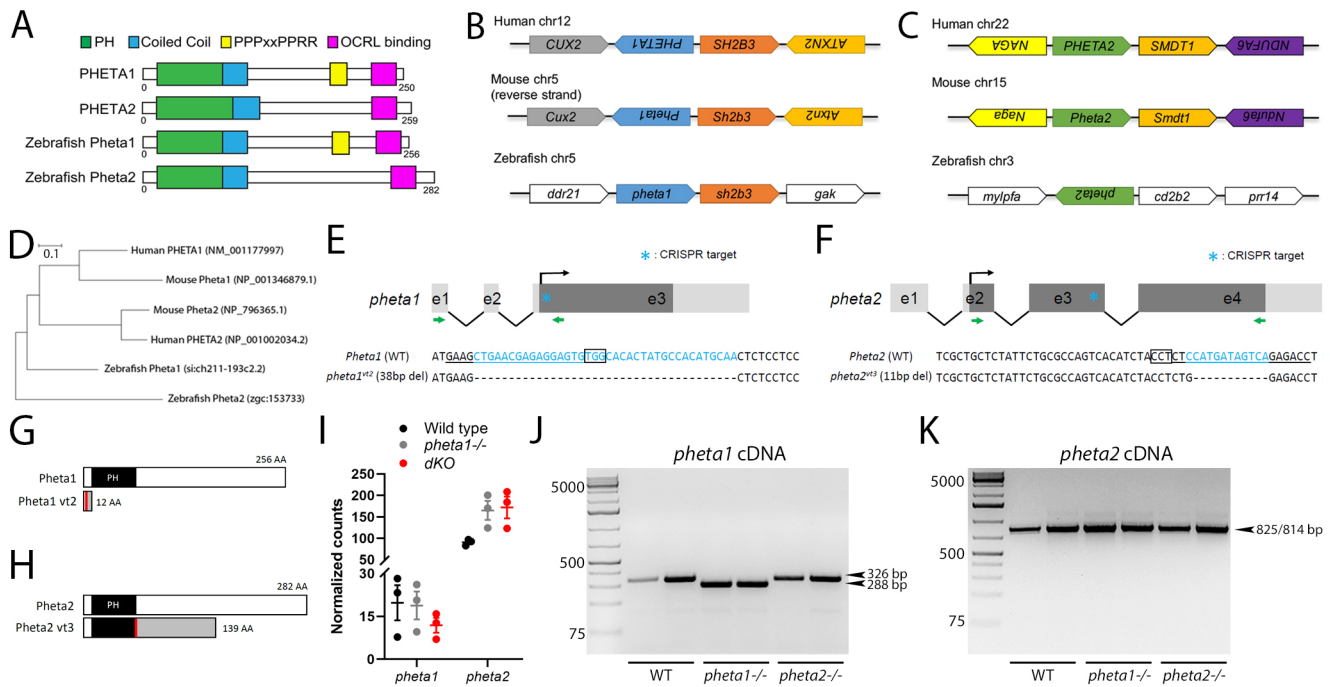 A
PH Coiled Coil PPPxxPPRR OCRL binding
PHETA1
0 250
PHETA2
0 259
Zebrafish Pheta1
0 256
Zebrafish Pheta2
0 282
B
Human chr12
CUX2 PHETA1 SH2B3 ATXN2
Mouse chr5
(reverse strand)
Cux2 Pheta1 Sh2b3 Atxn2
Zebrafish chr5
ddr21 pheta1 sh2b3 gak
C
Human chr22
NAGA PHETA2 SMDT1 NDUFA6
Mouse chr15
Naga Pheta2 Smdt1 Ndufa6
Zebrafish chr3
mylpfa pheta2 cd2b2 prr14
D
0.1
Human PHETA1 (NM_001177997)
Mouse Pheta1 (NP_001346879.1)
Mouse Pheta2 (NP_796365.1)
Human PHETA2 (NP_001002034.2)
Zebrafish Pheta1 (si:ch211-193c2.2)
Zebrafish Pheta2 (zgc:153733)
E
* : CRISPR target
pheta1 e1 e2 * e3
Pheta1 (WT) ATGAAGCTGAACGAGAGGAGTGTGGCACACTATGCCACATGCAACTCTCCTCC
pheta1vt2 (38bp del) ATGAAG--------------------------------------CTCTCCTCC
F
* : CRISPR target
pheta2 e1 e2 e3 * e4
Pheta2 (WT) TCGCTGCTCTATTCTGCGCCAGTCACATCTACCTCTCCATGATAGTCAGAGACCT
pheta2vt3 (11bp del) TCGCTGCTCTATTCTGCGCCAGTCACATCTACCTCTG-----------GAGACCT
G
256 AA
Pheta1 PH
Pheta1 vt2 12 AA
H
282 AA
Pheta2 PH
Pheta2 vt3 139 AA
I
Wild type
pheta1-/-
dKO
Normalized counts
250
200
150
100
50
30
15
0
pheta1 pheta2
J
pheta1 cDNA
5000
500
75
326 bp
288 bp
WT pheta1-/- pheta2-/-
K
pheta2 cDNA
5000
500
75
825/814 bp
WT pheta1-/- pheta2-/-